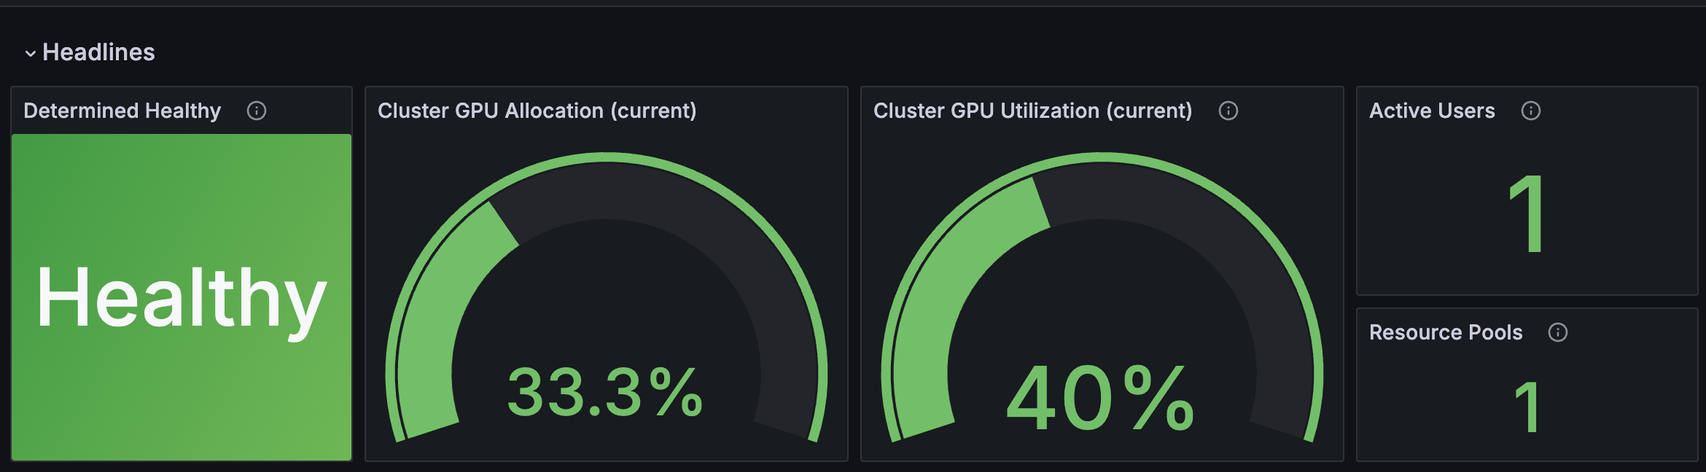 Headlines
Determined Healthy
Healthy
Cluster GPU Allocation (current)
33.3%
Cluster GPU Utilization (current)
40%
Active Users
1
Resource Pools
1